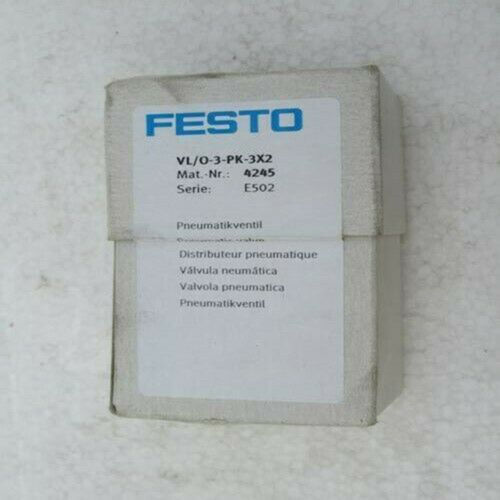 FESTO
VL/O-3-PK-3X2
Mat.-Nr.: 4245
Serie: E502
Pneumatikventil
Distributeur pneumatique
Válvula neumática
Valvola pneumatica
Pneumatikventil